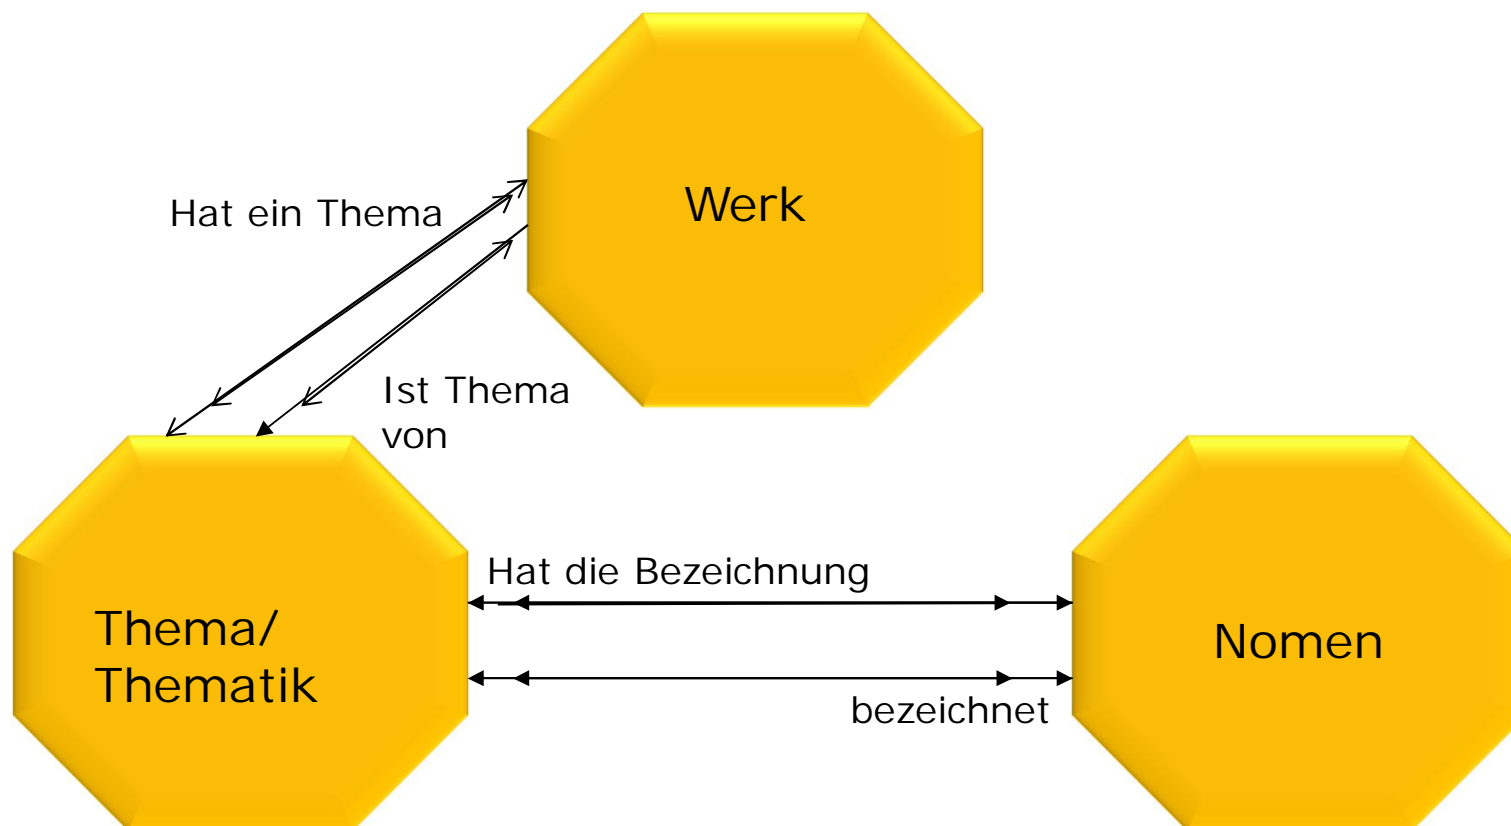 Werk
Hat ein Thema
Ist Thema
von
Hat die Bezeichnung
Thema/
Thematik
Nomen
bezeichnet